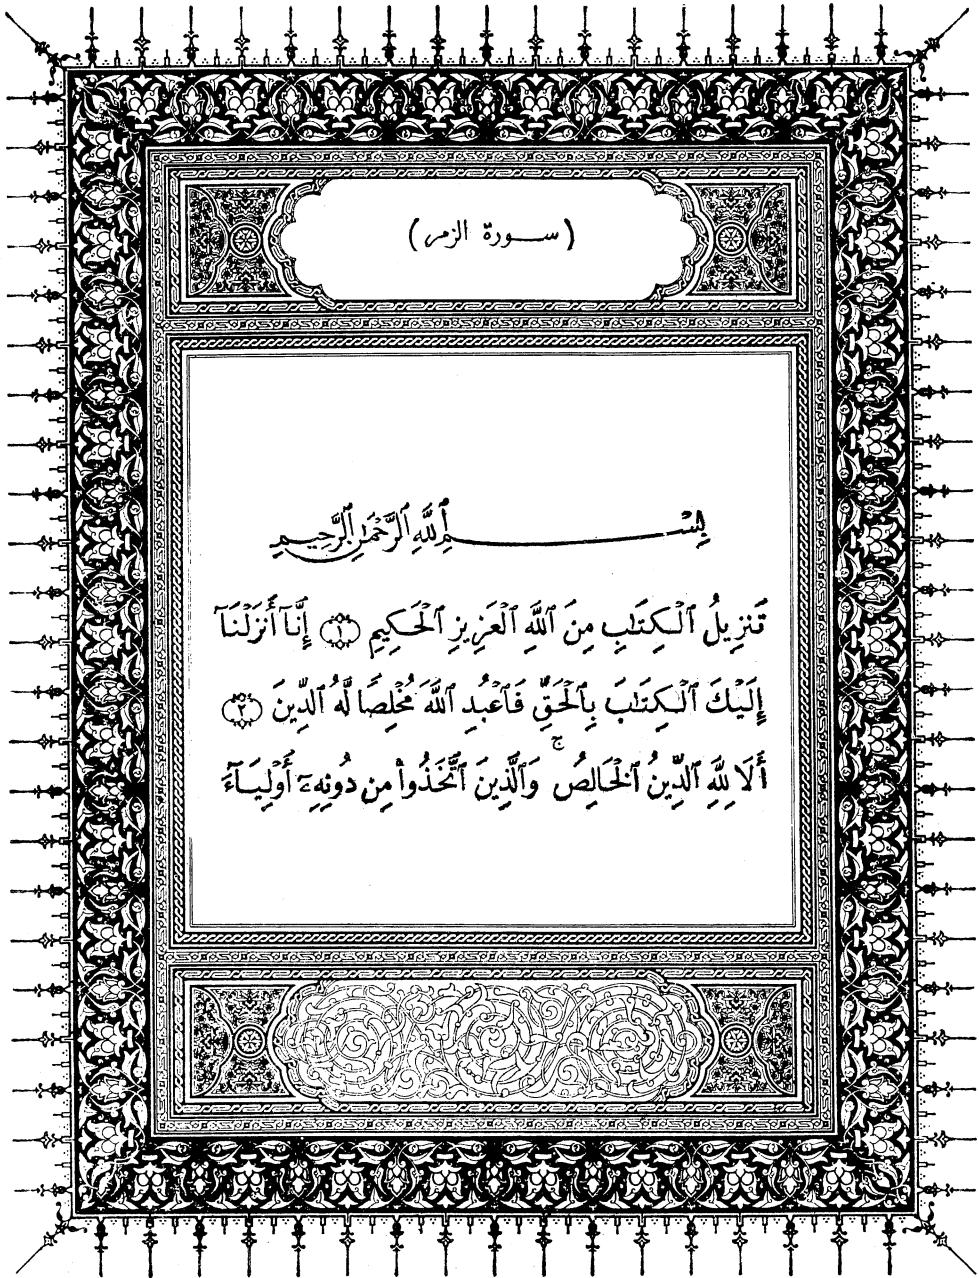 (سورة الزمر)
بِسْمِ ٱللَّهِ ٱلرَّحْمَٰنِ ٱلرَّحِيمِ
تَنزِيلُ ٱلْكِتَٰبِ مِنَ ٱللَّهِ ٱلْعَزِيزِ ٱلْحَكِيمِ ١ إِنَّآ أَنزَلْنَآ
إِلَيْكَ ٱلْكِتَٰبَ بِٱلْحَقِّ فَٱعْبُدِ ٱللَّهَ مُخْلِصًا لَّهُ ٱلدِّينَ ٢
أَلَا لِلَّهِ ٱلدِّينُ ٱلْخَالِصُ ۚ وَٱلَّذِينَ ٱتَّخَذُوا۟ مِن دُونِهِۦٓ أَوْلِيَآءَ